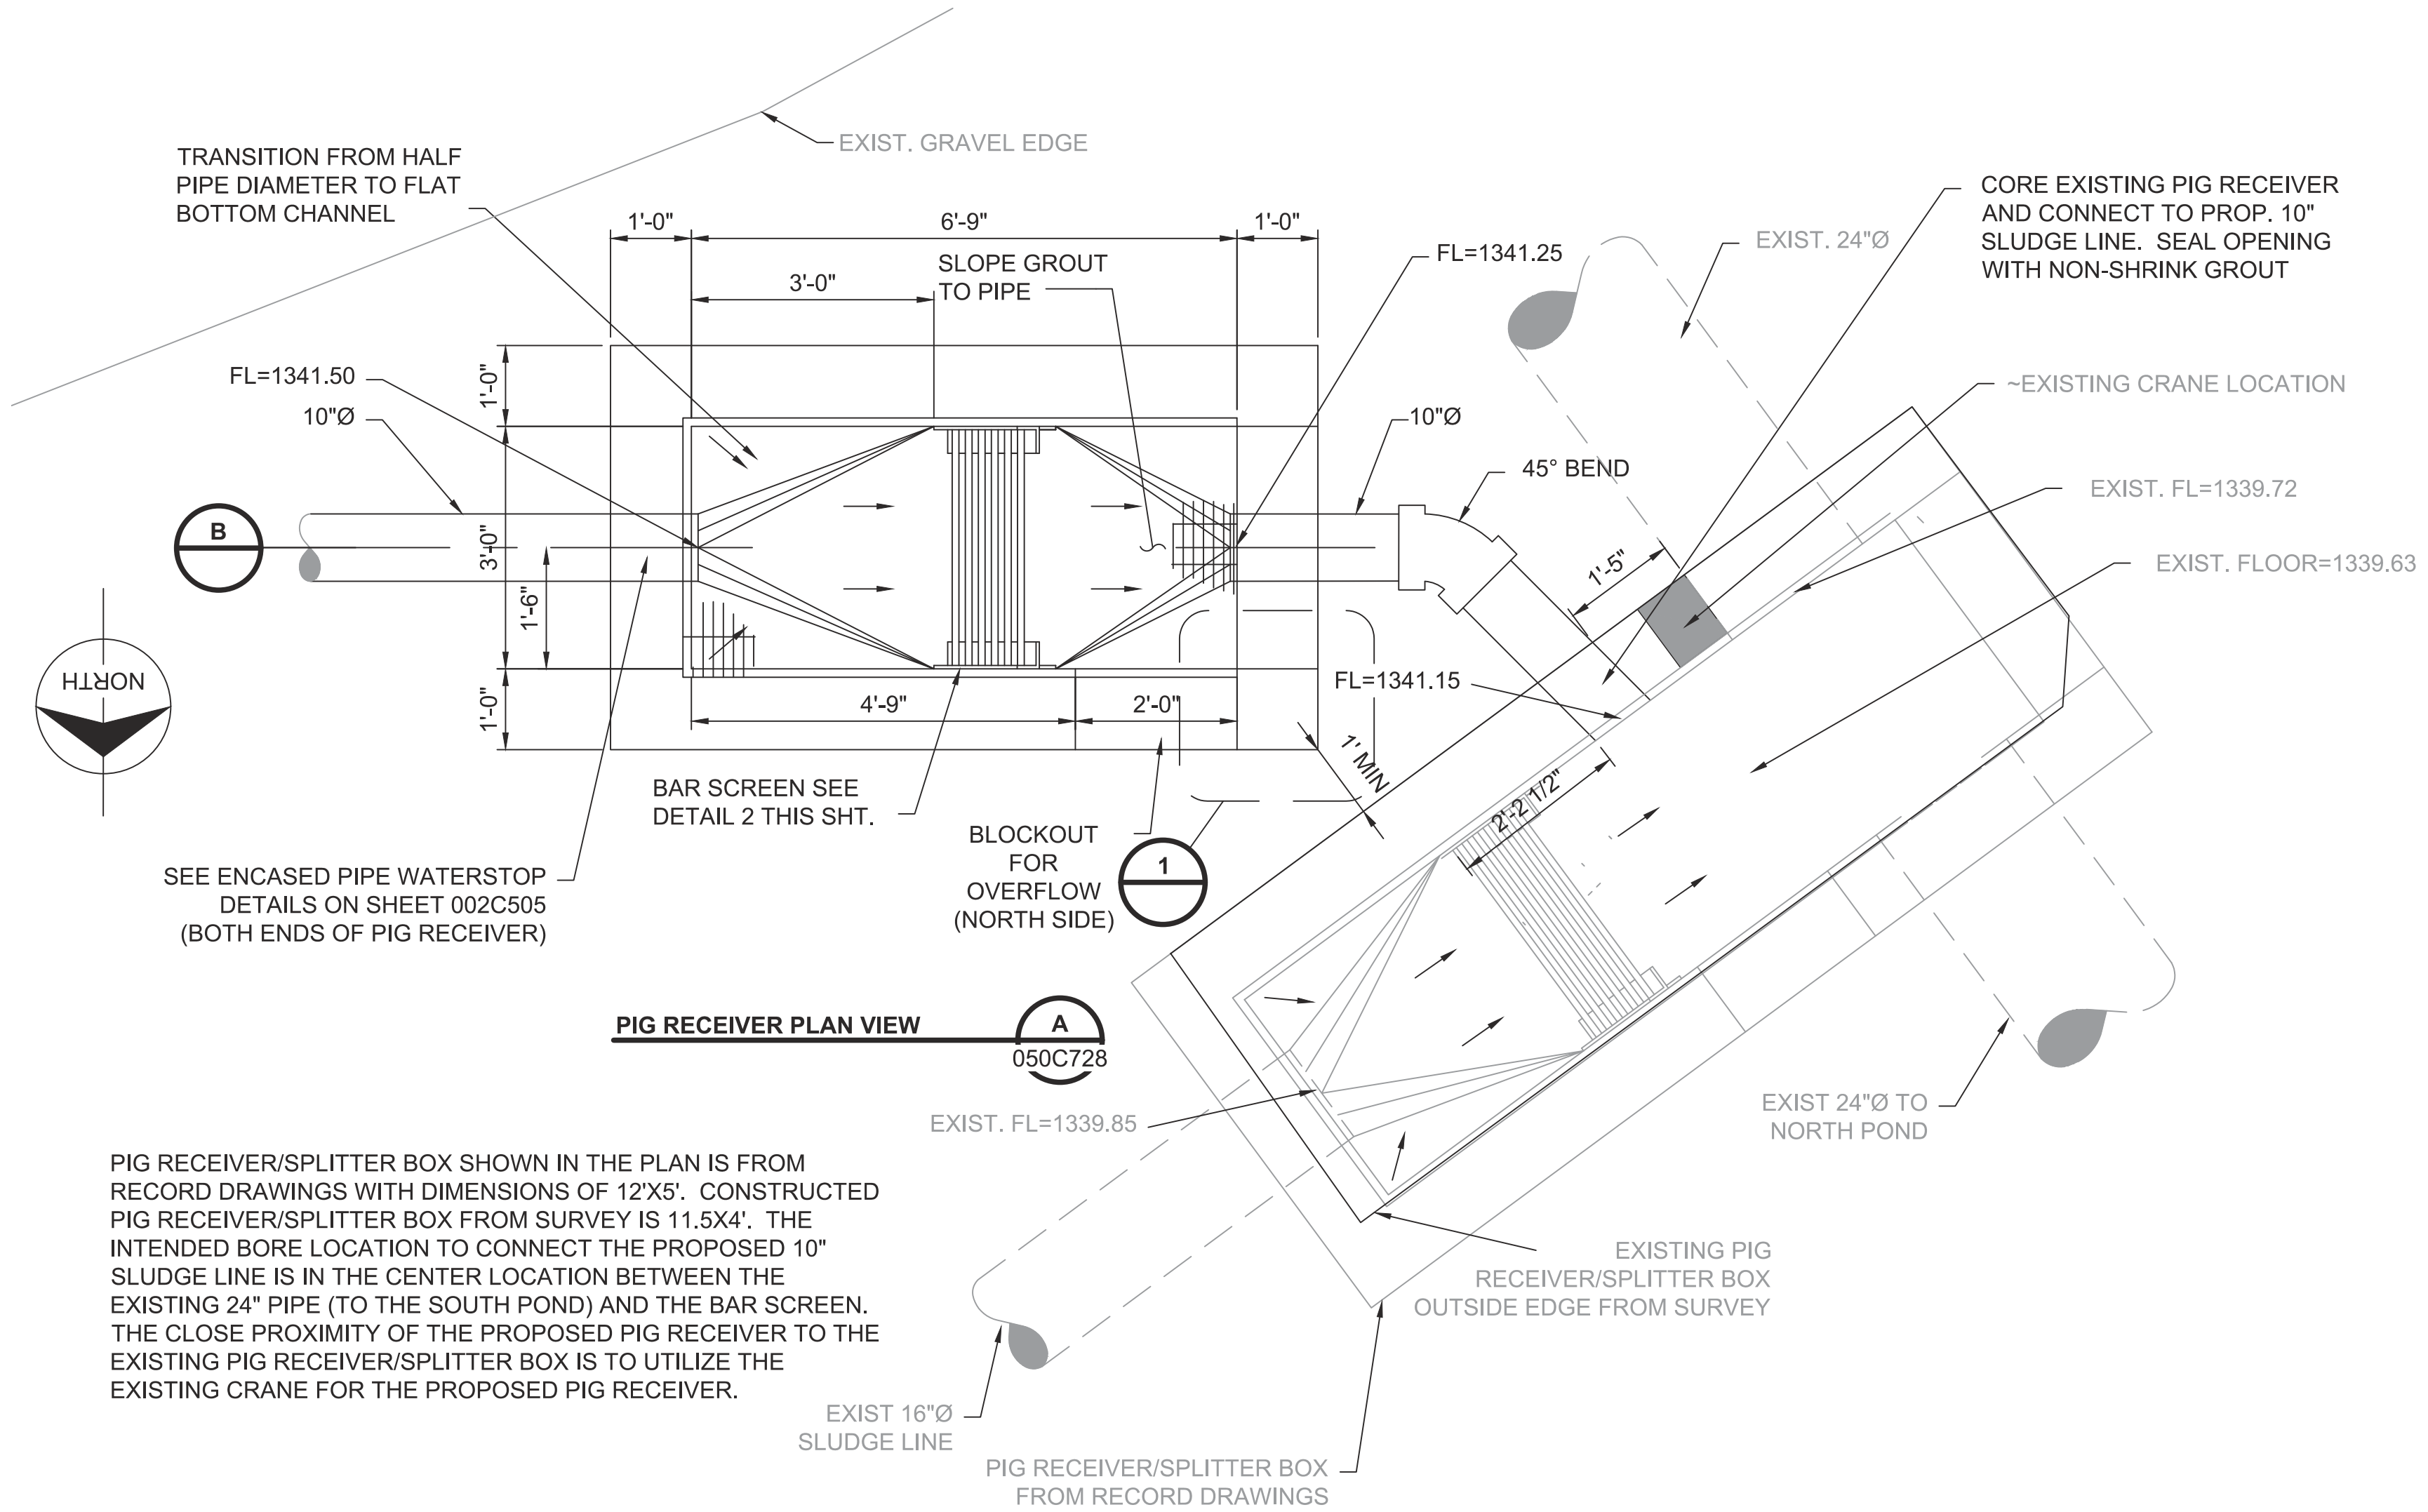 EXIST. GRAVEL EDGE
TRANSITION FROM HALF
PIPE DIAMETER TO FLAT
BOTTOM CHANNEL
1'-0"
6'-9"
1'-0"
3'-0"
SLOPE GROUT
TO PIPE
FL=1341.25
EXIST. 24"Ø
CORE EXISTING PIG RECEIVER
AND CONNECT TO PROP. 10"
SLUDGE LINE. SEAL OPENING
WITH NON-SHRINK GROUT
FL=1341.50
10"Ø
1'-0"
10"Ø
45° BEND
~EXISTING CRANE LOCATION
EXIST. FL=1339.72
EXIST. FLOOR=1339.63
B
3'-0"
1'-6"
1'-5"
NORTH
1'-0"
4'-9"
2'-0"
FL=1341.15
1' MIN
2'-2 1/2"
BAR SCREEN SEE
DETAIL 2 THIS SHT.
BLOCKOUT
FOR
OVERFLOW
(NORTH SIDE)
1
SEE ENCASED PIPE WATERSTOP
DETAILS ON SHEET 002C505
(BOTH ENDS OF PIG RECEIVER)
PIG RECEIVER PLAN VIEW
A
050C728
EXIST. FL=1339.85
EXIST 24"Ø TO
NORTH POND
PIG RECEIVER/SPLITTER BOX SHOWN IN THE PLAN IS FROM
RECORD DRAWINGS WITH DIMENSIONS OF 12'X5'. CONSTRUCTED
PIG RECEIVER/SPLITTER BOX FROM SURVEY IS 11.5X4'. THE
INTENDED BORE LOCATION TO CONNECT THE PROPOSED 10"
SLUDGE LINE IS IN THE CENTER LOCATION BETWEEN THE
EXISTING 24" PIPE (TO THE SOUTH POND) AND THE BAR SCREEN.
THE CLOSE PROXIMITY OF THE PROPOSED PIG RECEIVER TO THE
EXISTING PIG RECEIVER/SPLITTER BOX IS TO UTILIZE THE
EXISTING CRANE FOR THE PROPOSED PIG RECEIVER.
EXISTING PIG
RECEIVER/SPLITTER BOX
OUTSIDE EDGE FROM SURVEY
EXIST 16"Ø
SLUDGE LINE
PIG RECEIVER/SPLITTER BOX
FROM RECORD DRAWINGS